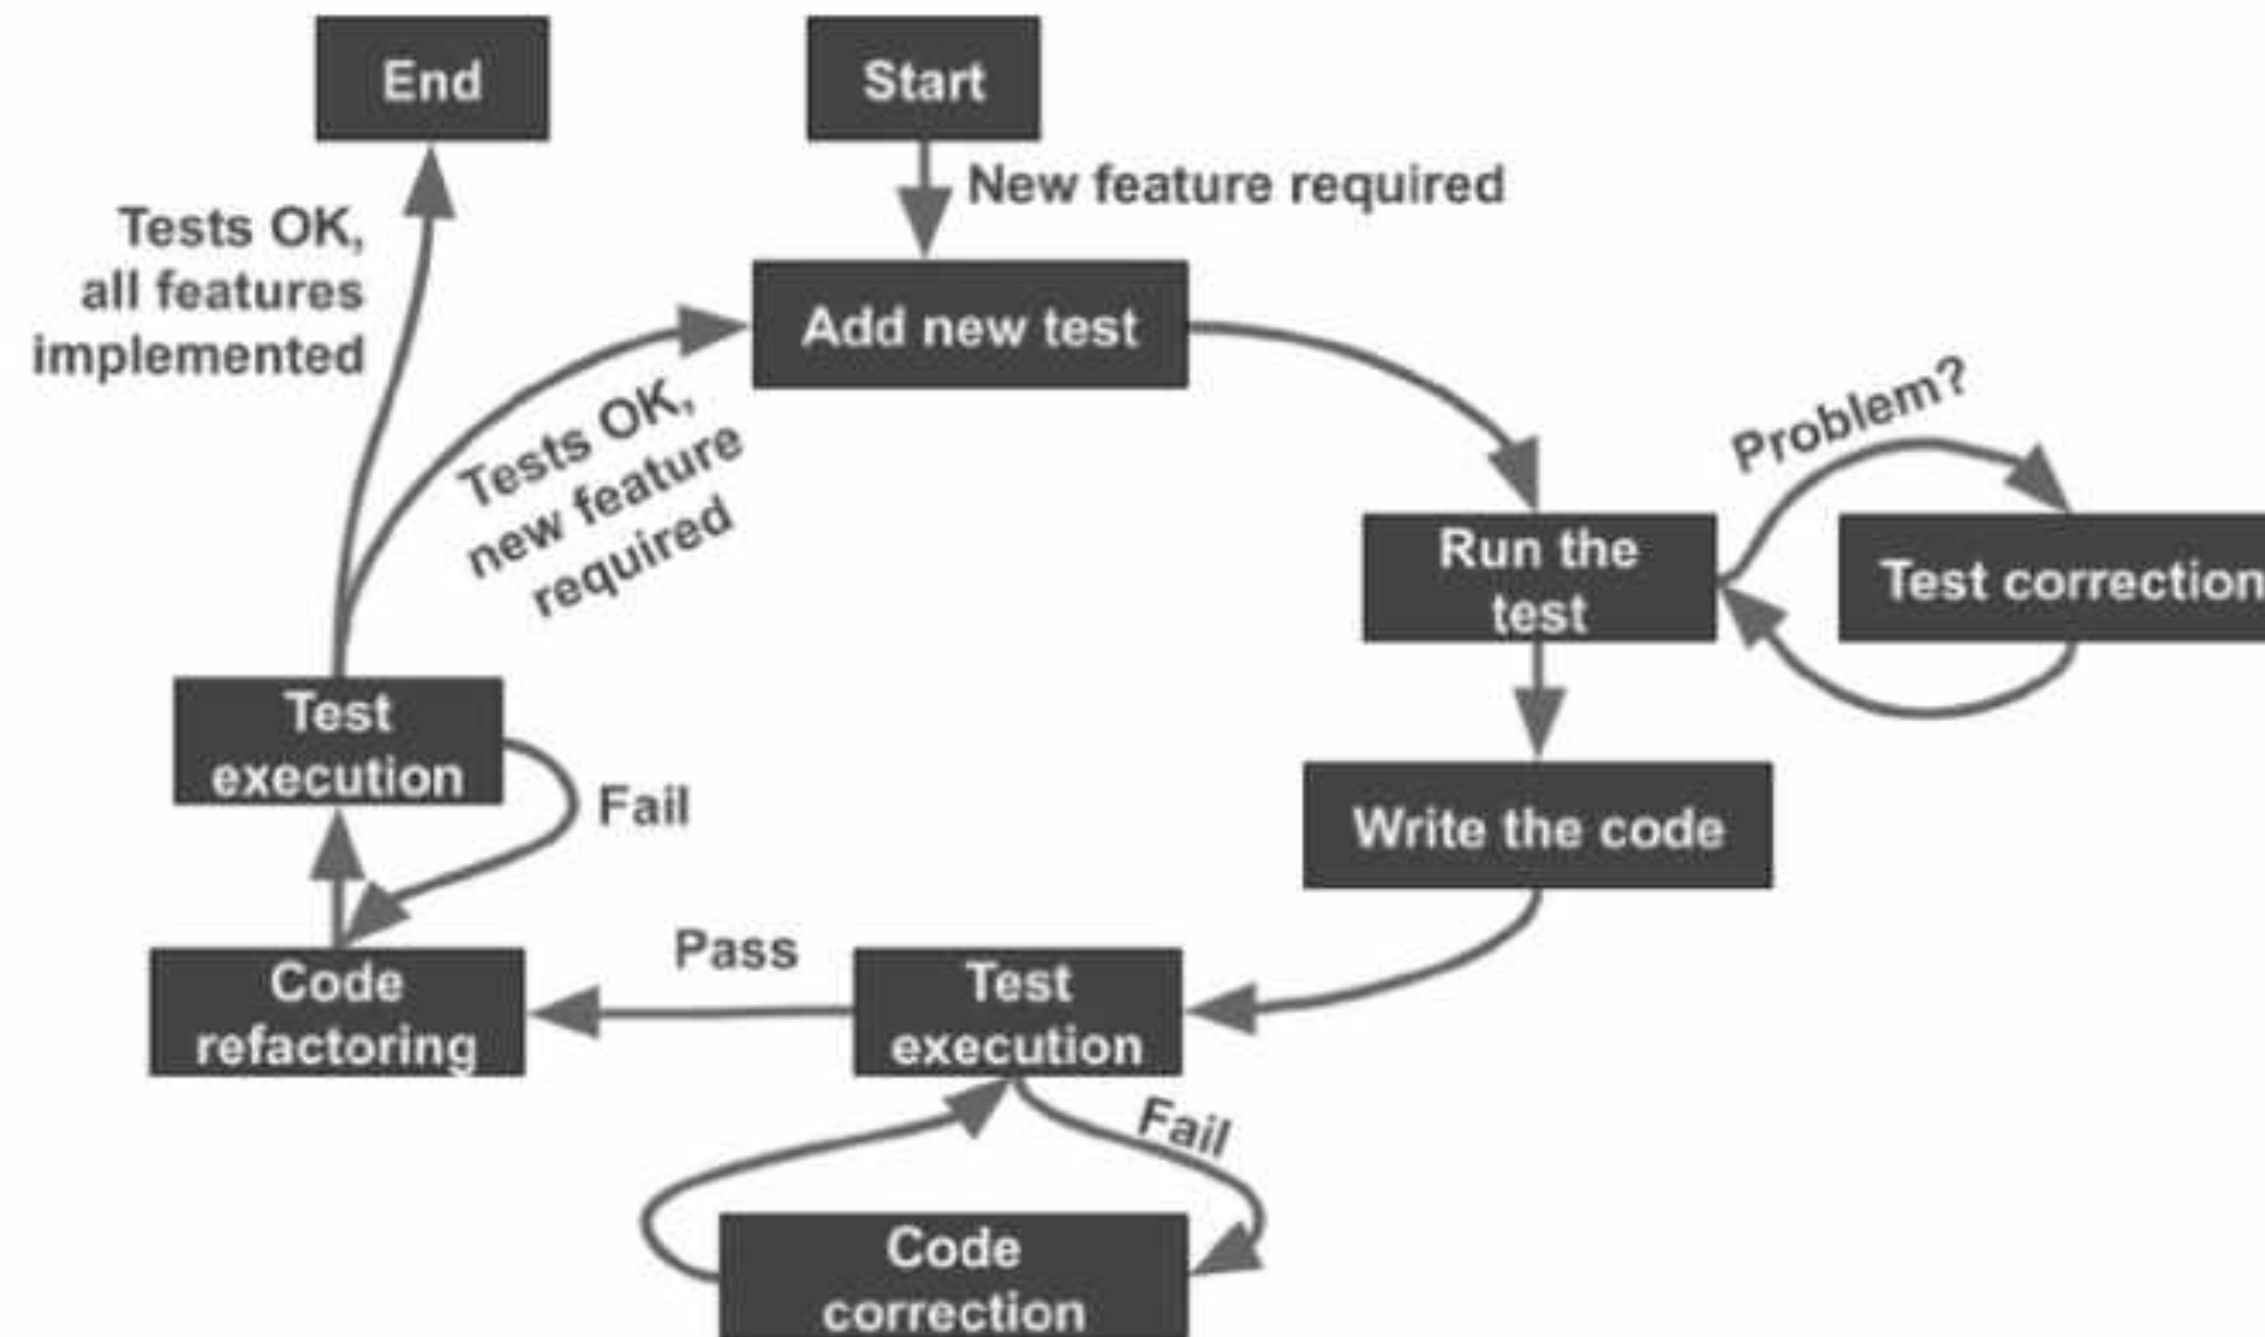 End
Start
New feature required
Tests OK,
all features
implemented
Add new test
Tests OK,
new feature
required
Problem?
Run the
test
Test correction
Write the code
Test
execution
Fail
Pass
Test
execution
Code
refactoring
Fail
Code
correction